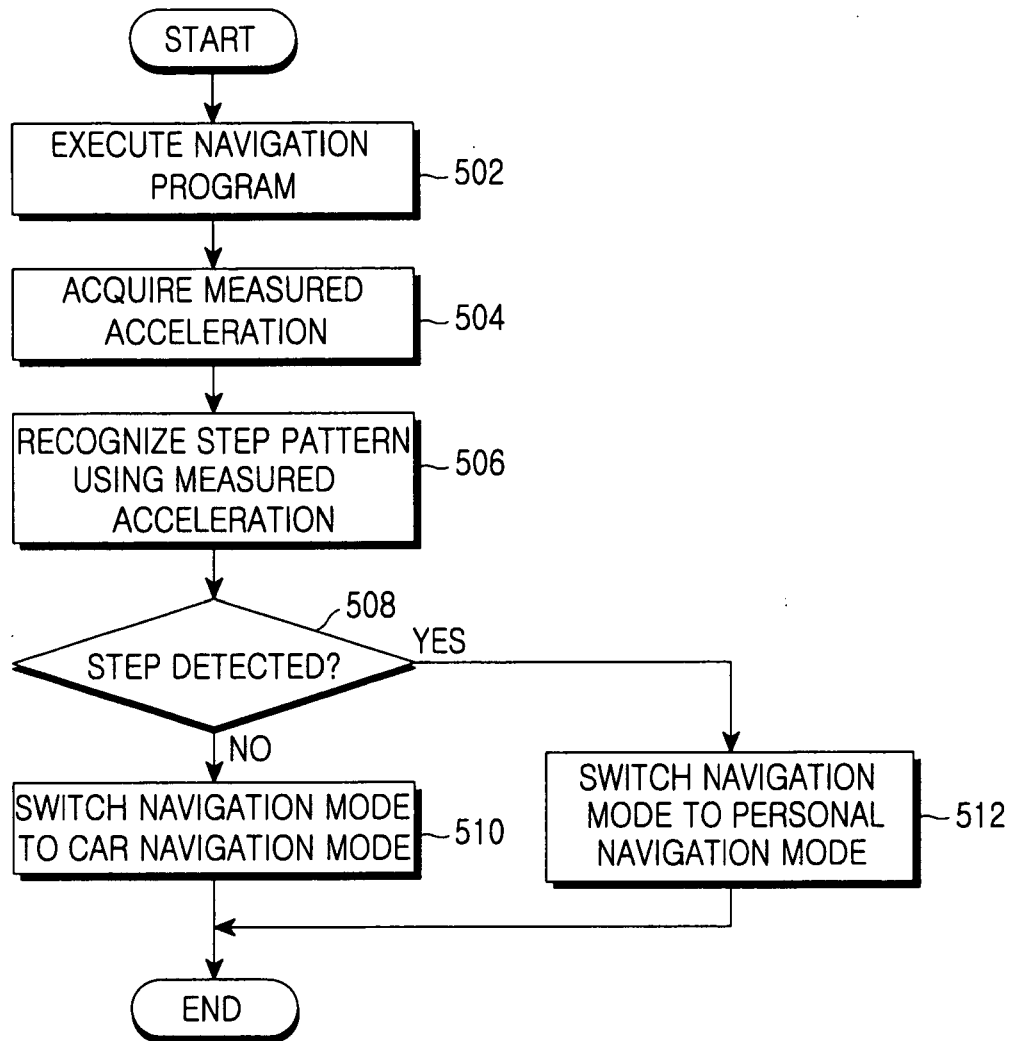 START
EXECUTE NAVIGATION
PROGRAM
502
ACQUIRE MEASURED
ACCELERATION
504
RECOGNIZE STEP PATTERN
USING MEASURED
ACCELERATION
506
508
STEP DETECTED?
YES
NO
SWITCH NAVIGATION MODE
TO CAR NAVIGATION MODE
510
SWITCH NAVIGATION
MODE TO PERSONAL
NAVIGATION MODE
512
END